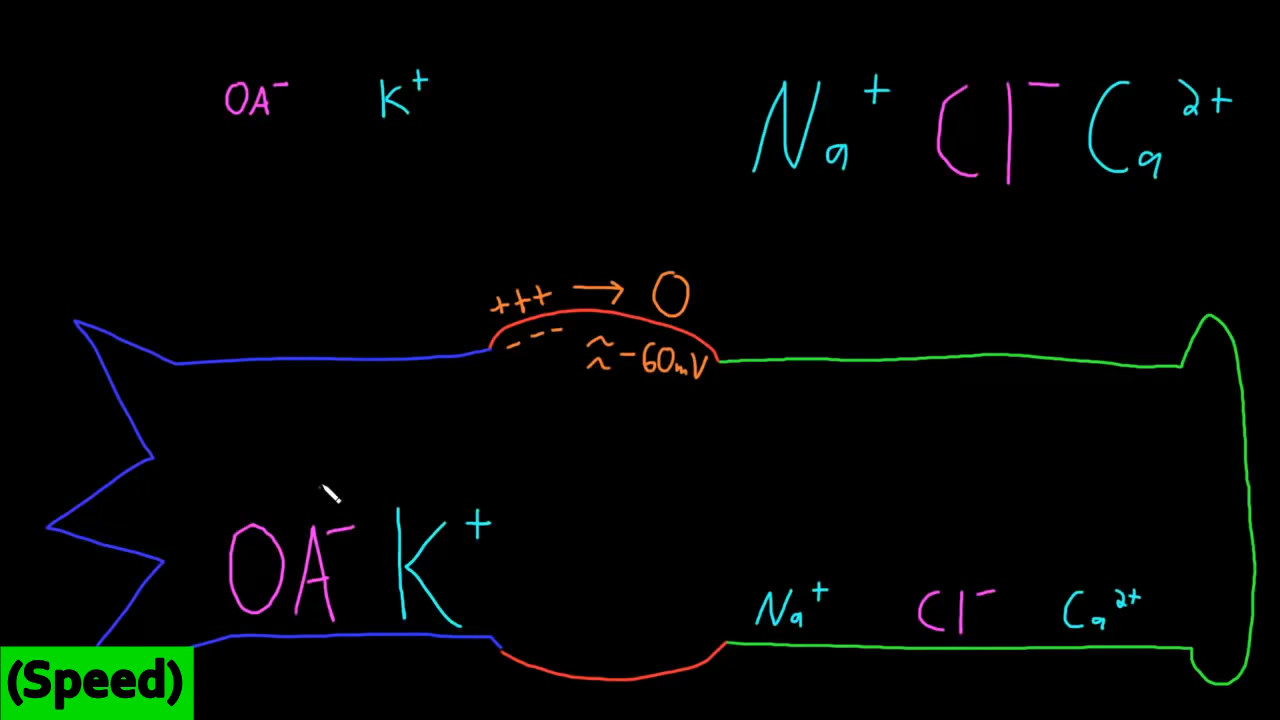 OA⁻ K⁺ Na⁺ Cl⁻ Ca²⁺
+++ → 0
--- ≈ -60mV
OA⁻ K⁺
Na⁺ Cl⁻ Ca²⁺
(Speed)